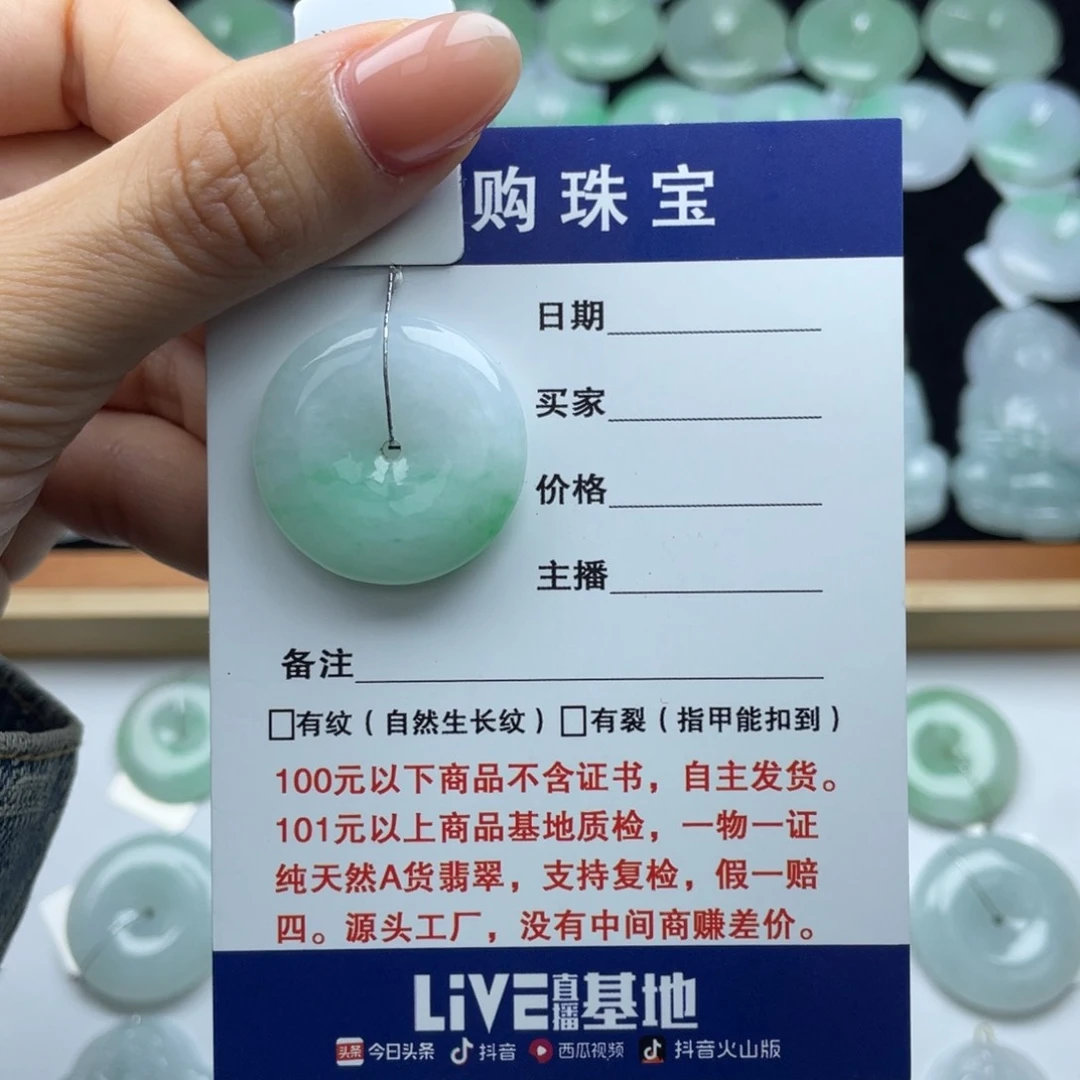 购珠宝
日期
买家
价格
主播
备注
□有纹（自然生长纹）□有裂（指甲能扣到）
100元以下商品不含证书，自主发货。
101元以上商品基地质检，一物一证
纯天然A货翡翠，支持复检，假一赔
四。源头工厂，没有中间商赚差价。
LiVE直播基地
头条 今日头条 抖音 西瓜视频 抖音火山版